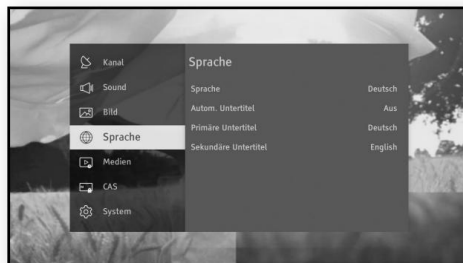 Kanal
Sound
Bild
Sprache
Medien
CAS
System
Sprache
Sprache Deutsch
Autom. Untertitel Aus
Primäre Untertitel Deutsch
Sekundäre Untertitel English